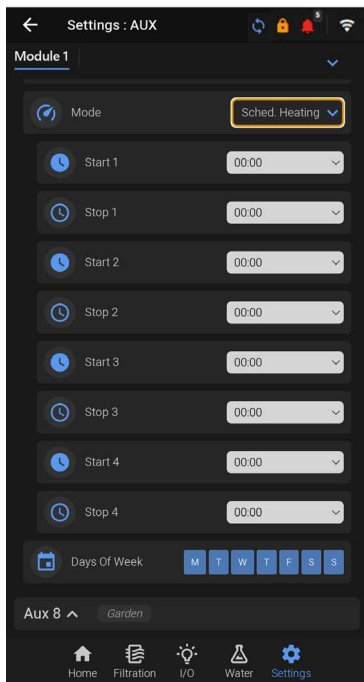 Settings : AUX
5
Module 1
Mode Sched. Heating
Start 1 00:00
Stop 1 00:00
Start 2 00:00
Stop 2 00:00
Start 3 00:00
Stop 3 00:00
Start 4 00:00
Stop 4 00:00
Days Of Week M T W T F S S
Aux 8 Garden
Home Filtration I/O Water Settings